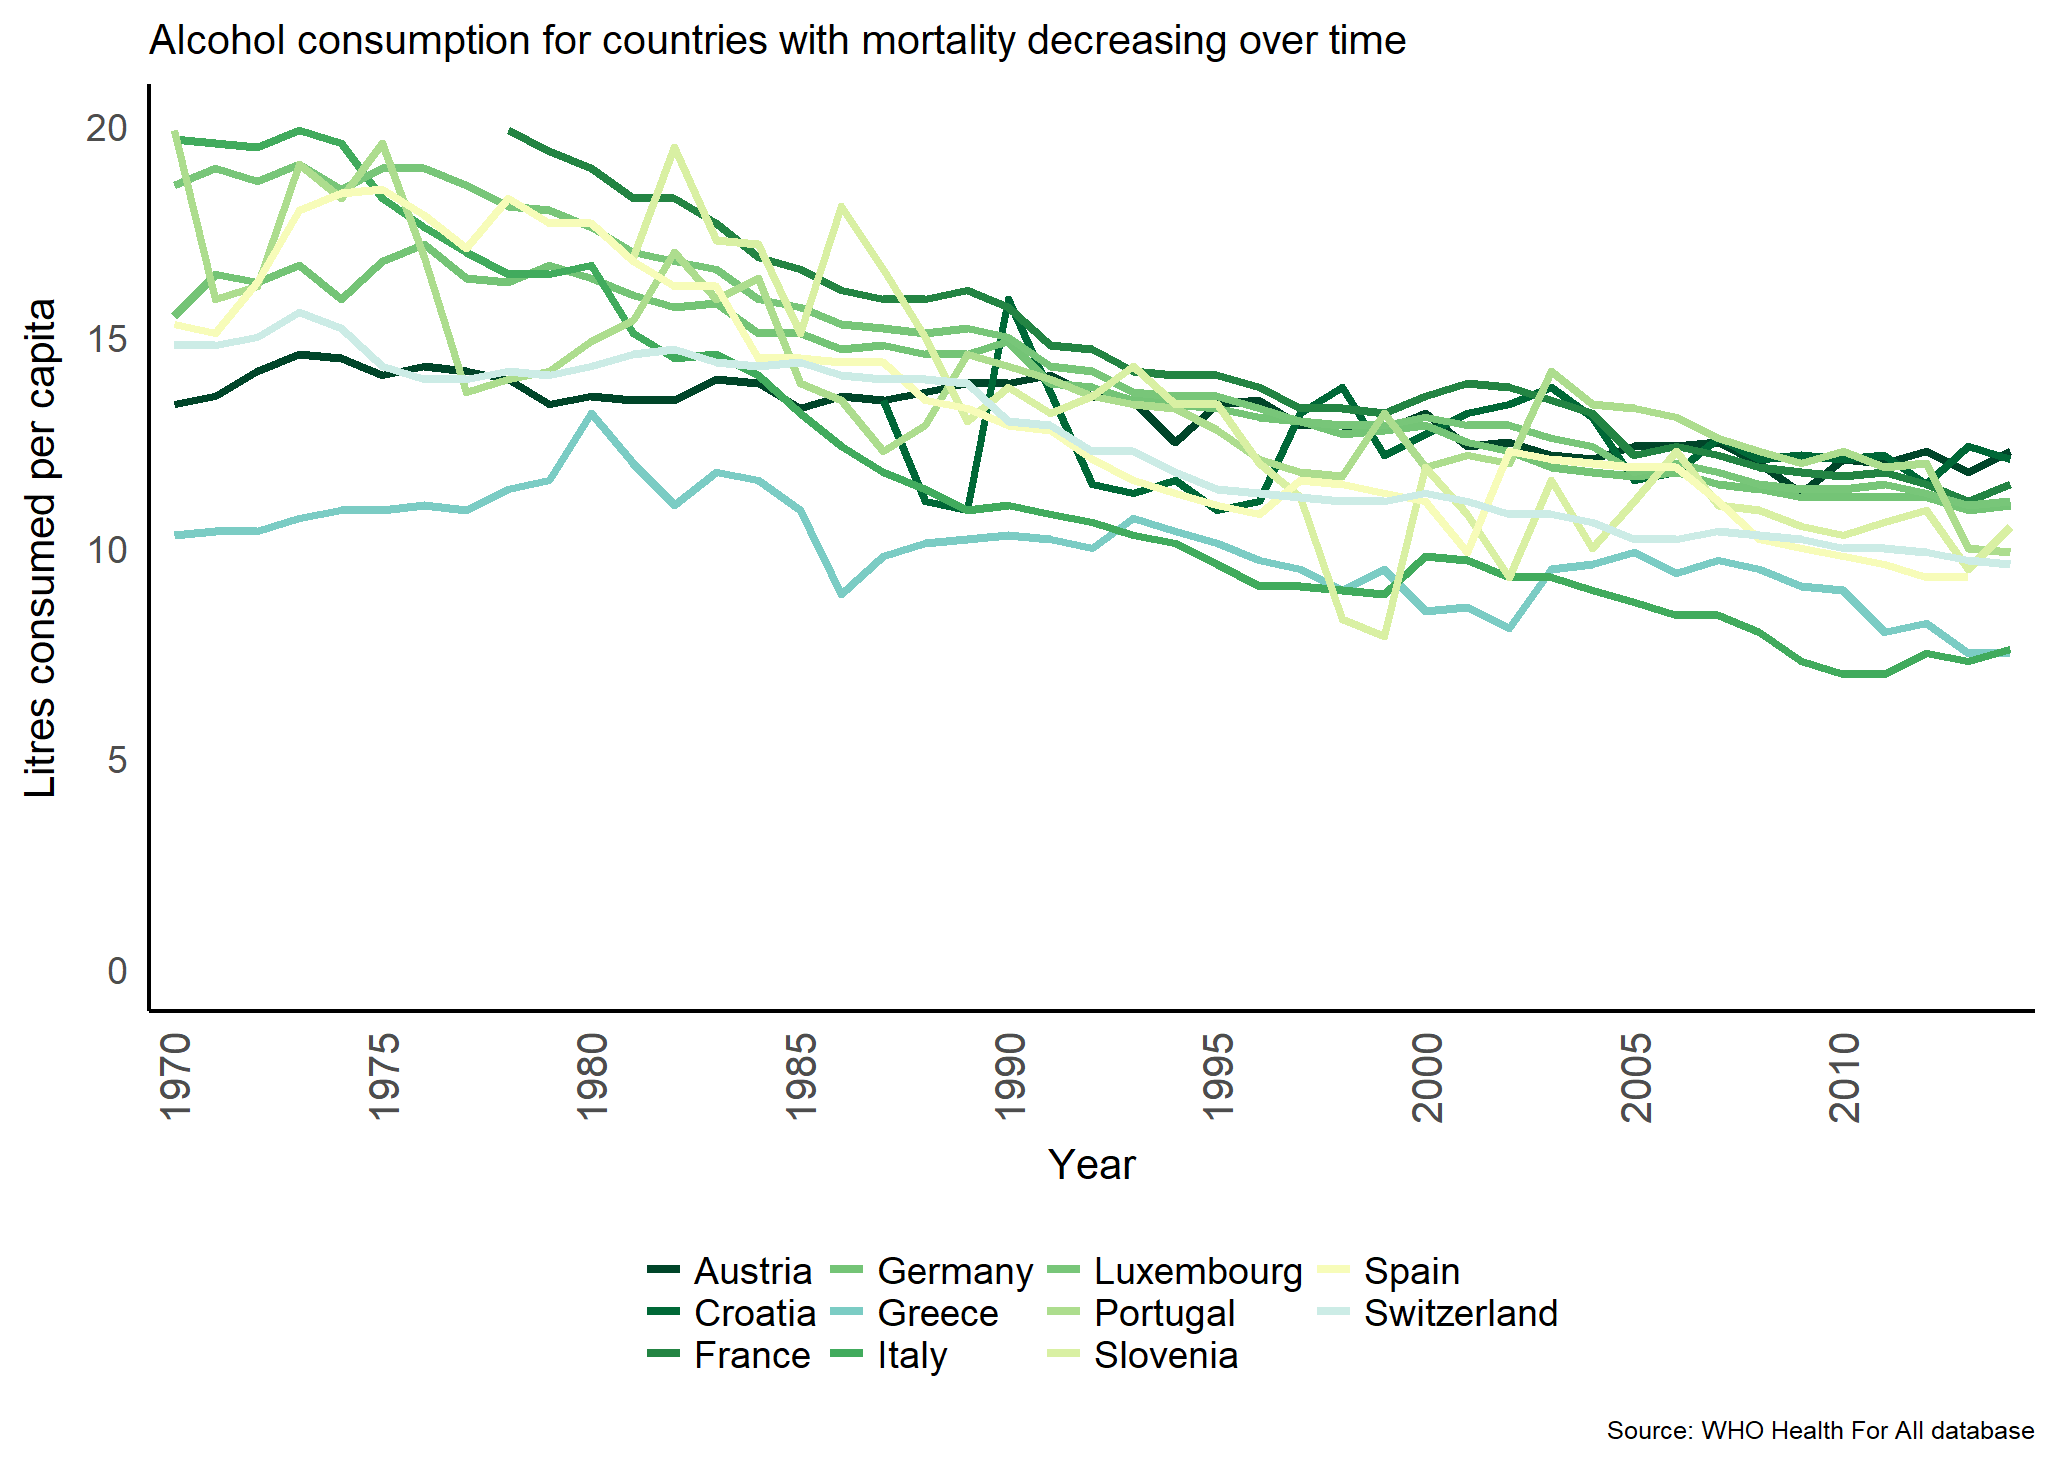 Alcohol consumption for countries with mortality decreasing over time
Litres consumed per capita
20
15
10
5
0
1970 1975 1980 1985 1990 1995 2000 2005 2010
Year
Austria Germany Luxembourg Spain
Croatia Greece Portugal Switzerland
France Italy Slovenia
Source: WHO Health For All database